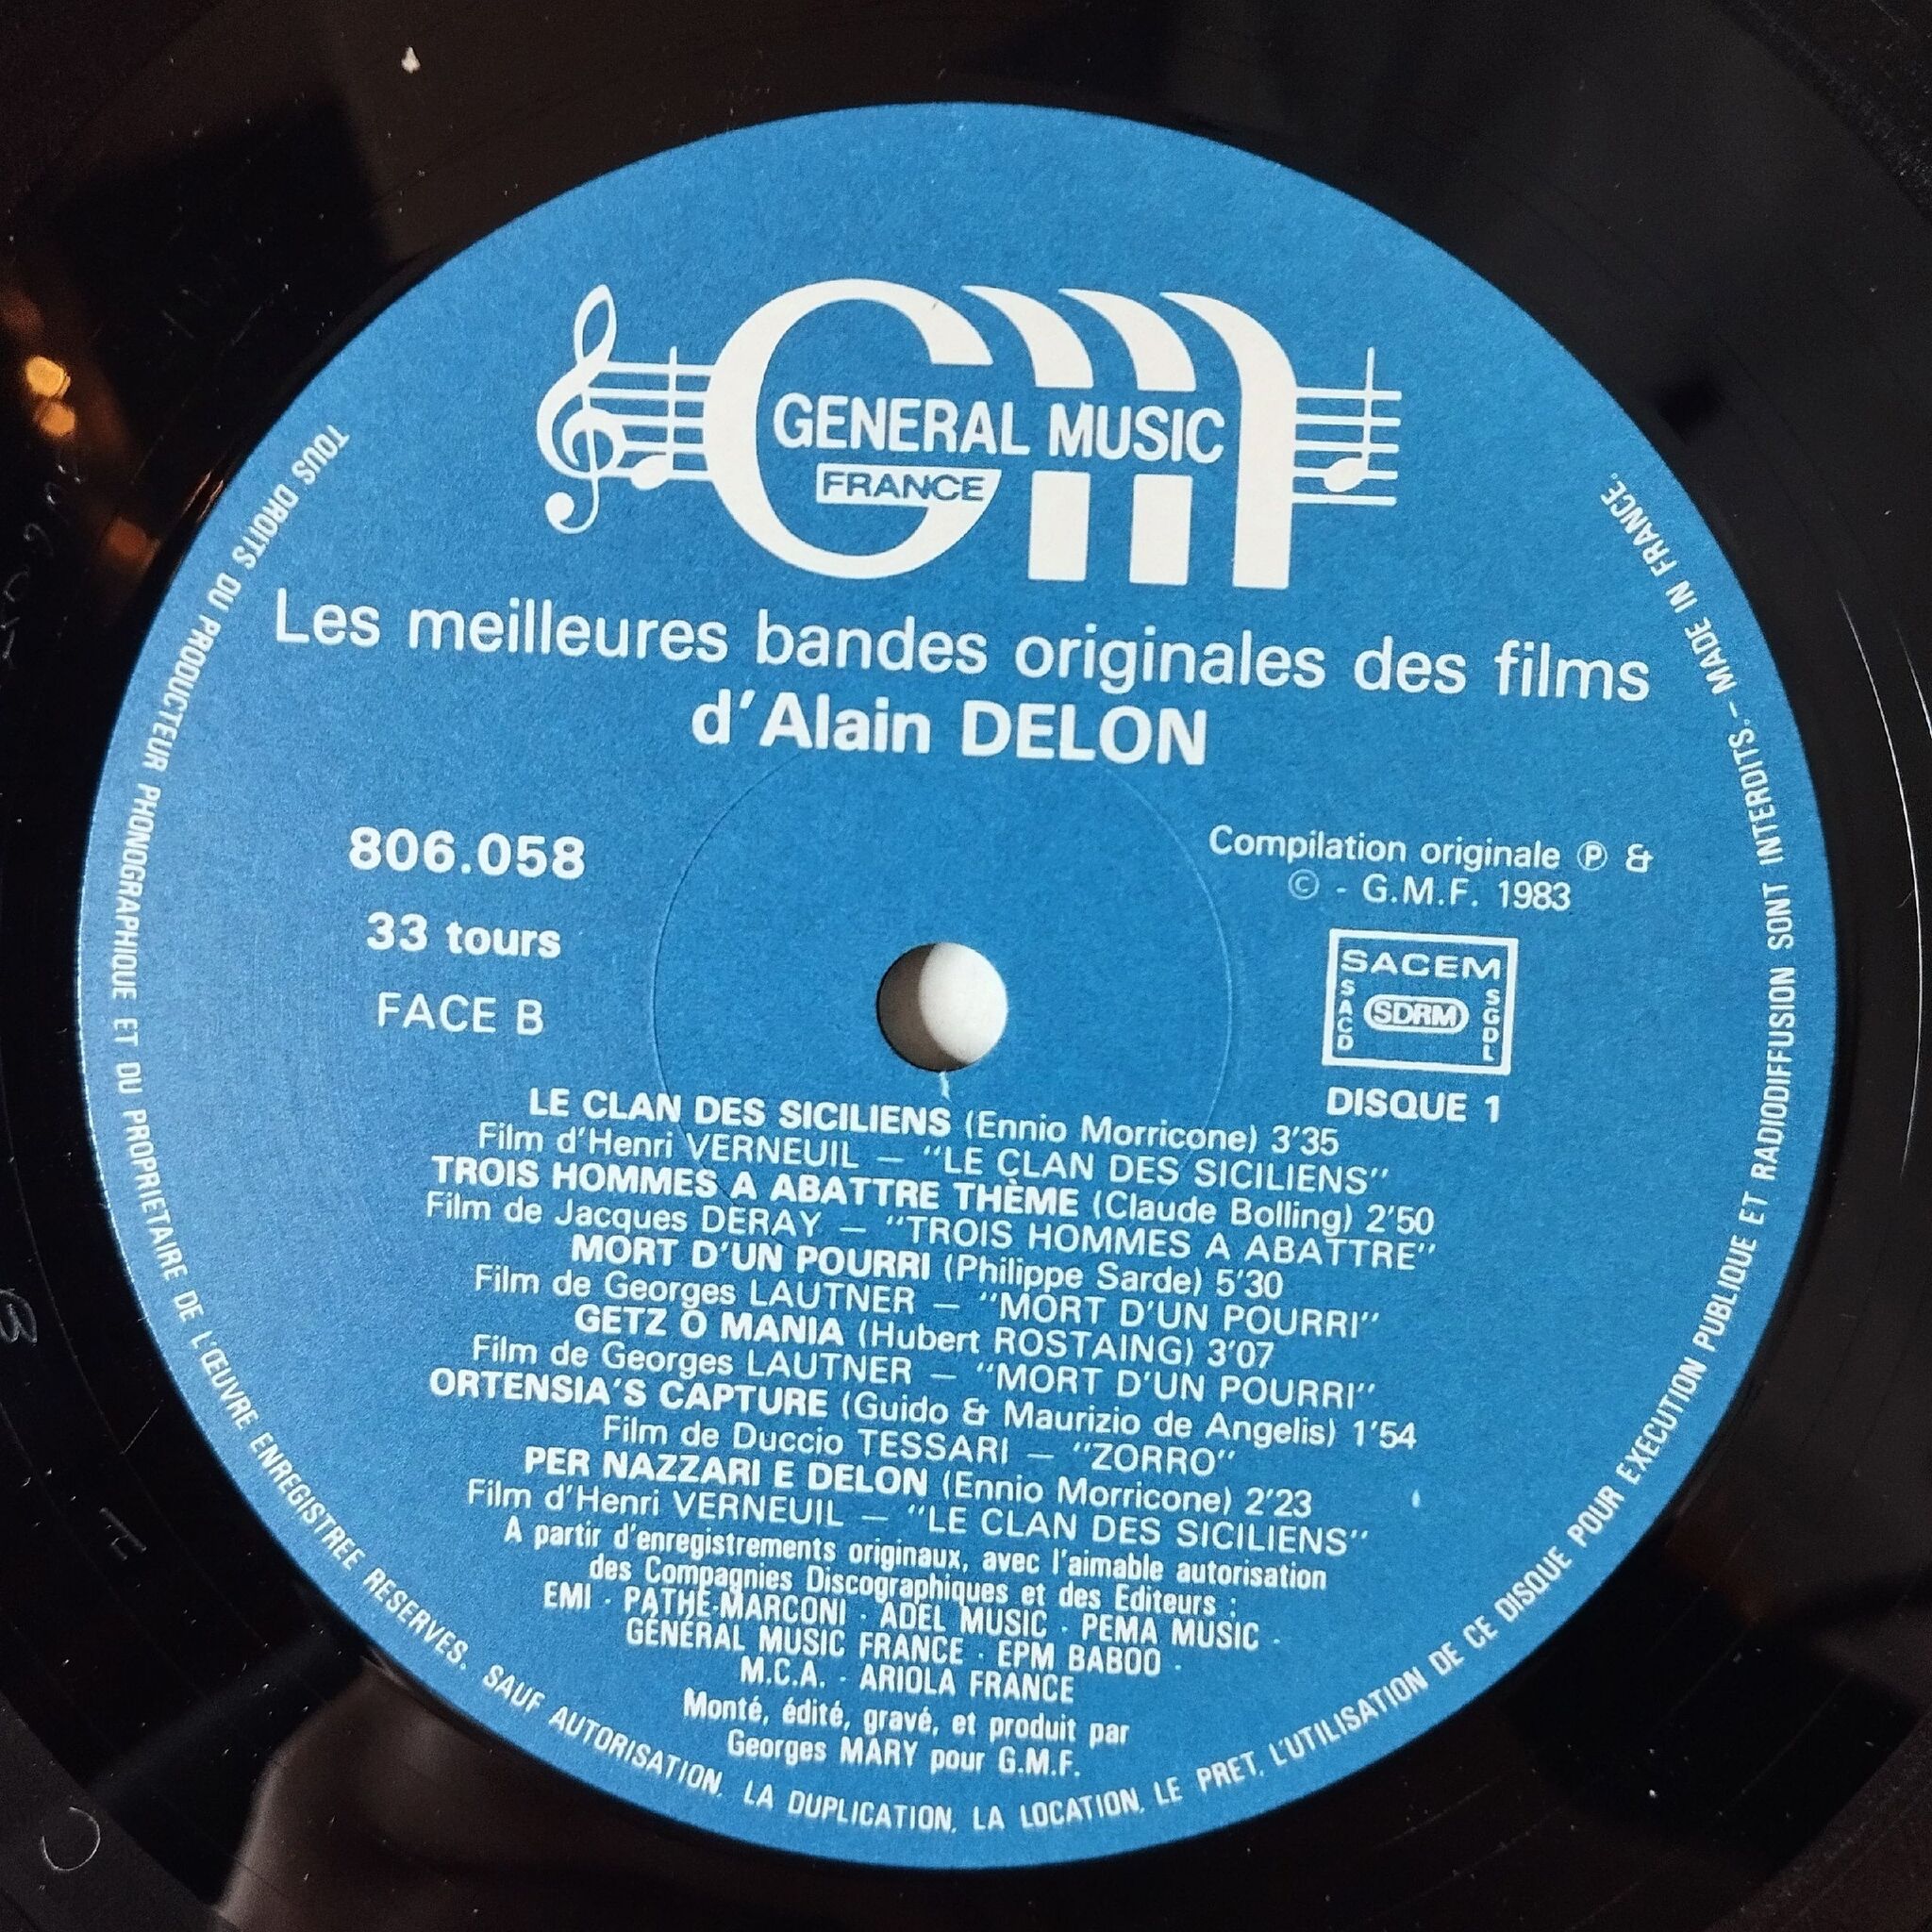 GENERAL MUSIC
FRANCE
Les meilleures bandes originales des films
d'Alain DELON
806.058
33 tours
FACE B
Compilation originale Ⓟ &
© - G.M.F. 1983
SACEM
SACD
SDRM
SGDL
DISQUE 1
LE CLAN DES SICILIENS (Ennio Morricone) 3'35
Film d'Henri VERNEUIL — "LE CLAN DES SICILIENS"
TROIS HOMMES A ABATTRE THÈME (Claude Bolling) 2'50
Film de Jacques DERAY — "TROIS HOMMES A ABATTRE"
MORT D'UN POURRI (Philippe Sarde) 5'30
Film de Georges LAUTNER — "MORT D'UN POURRI"
GETZ O MANIA (Hubert ROSTAING) 3'07
Film de Georges LAUTNER — "MORT D'UN POURRI"
ORTENSIA'S CAPTURE (Guido & Maurizio de Angelis) 1'54
Film de Duccio TESSARI — "ZORRO"
PER NAZZARI E DELON (Ennio Morricone) 2'23
Film d'Henri VERNEUIL — "LE CLAN DES SICILIENS"
A partir d'enregistrements originaux, avec l'aimable autorisation
des Compagnies Discographiques et des Editeurs :
EMI · PATHÉ-MARCONI · ADEL MUSIC · PEMA MUSIC ·
GENERAL MUSIC FRANCE · EPM BABOO ·
M.C.A. · ARIOLA FRANCE
Monté, édité, gravé, et produit par
Georges MARY pour G.M.F.
TOUS DROITS DU PRODUCTEUR PHONOGRAPHIQUE ET DU PROPRIETAIRE DE L'ŒUVRE ENREGISTREE RESERVES. SAUF AUTORISATION, LA DUPLICATION, LA LOCATION, LE PRET, L'UTILISATION DE CE DISQUE POUR EXECUTION PUBLIQUE ET RADIODIFFUSION SONT INTERDITS. – MADE IN FRANCE.